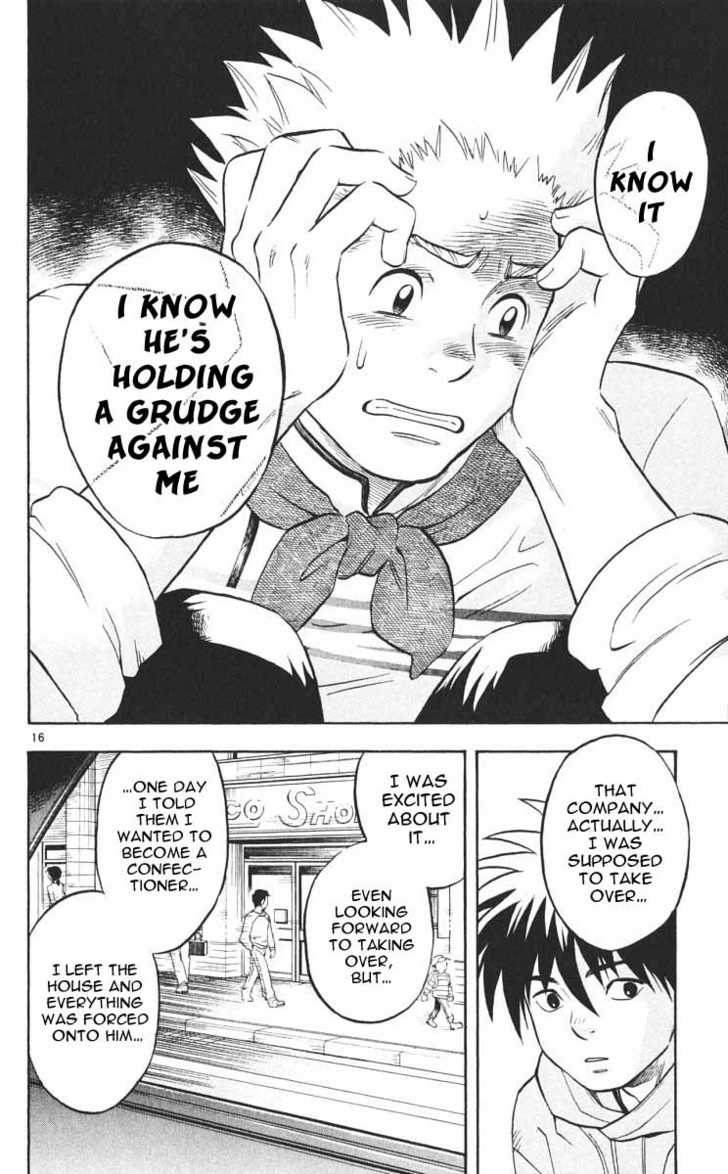 I
KNOW
IT
I KNOW
HE'S
HOLDING
A GRUDGE
AGAINST
ME
16
THAT
COMPANY...
ACTUALLY...
I WAS
SUPPOSED
TO TAKE
OVER...
I WAS
EXCITED
ABOUT
IT...
EVEN
LOOKING
FORWARD
TO TAKING
OVER,
BUT...
...ONE DAY
I TOLD
THEM I
WANTED TO
BECOME A
CONFEC-
TIONER...
I LEFT THE
HOUSE AND
EVERYTHING
WAS FORCED
ONTO HIM...